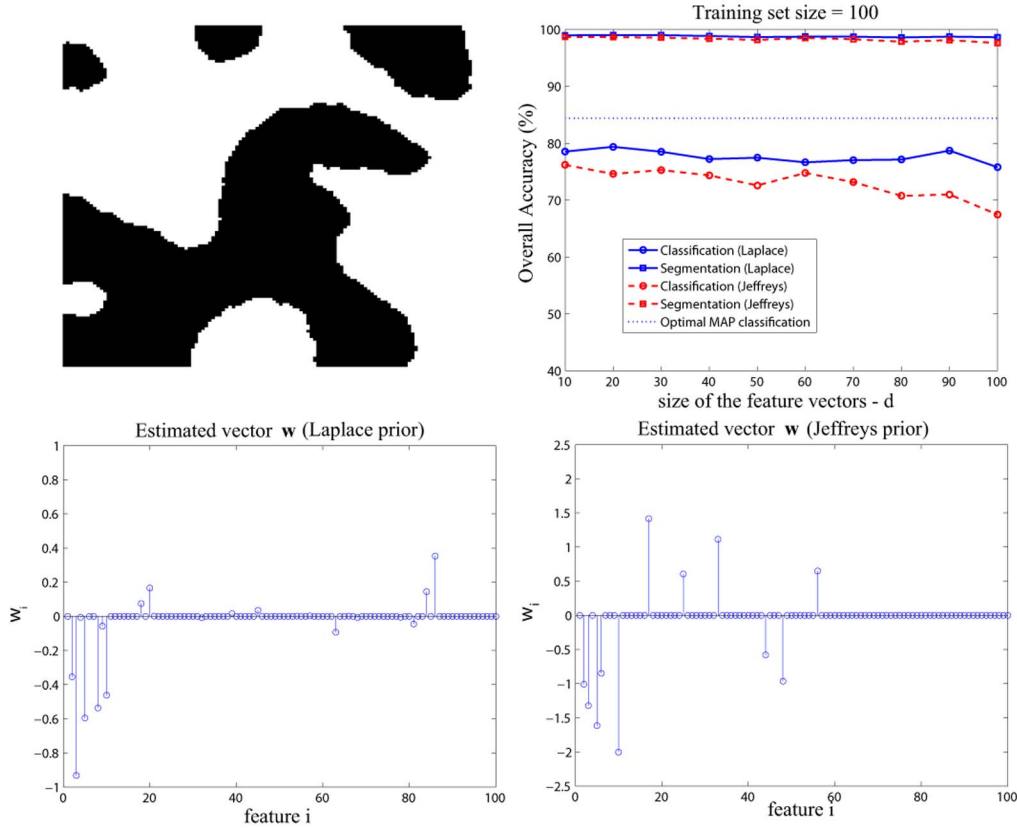 Training set size = 100
Overall Accuracy (%)
100
90
80
70
60
50
40
Classification (Laplace)
Segmentation (Laplace)
Classification (Jeffreys)
Segmentation (Jeffreys)
Optimal MAP classification
10 20 30 40 50 60 70 80 90 100
size of the feature vectors - d
Estimated vector w (Laplace prior)
w_i
1
0.8
0.6
0.4
0.2
0
−0.2
−0.4
−0.6
−0.8
−1
0 20 40 60 80 100
feature i
Estimated vector w (Jeffreys prior)
w_i
2.5
2
1.5
1
0.5
0
−0.5
−1
−1.5
−2
−2.5
0 20 40 60 80 100
feature i